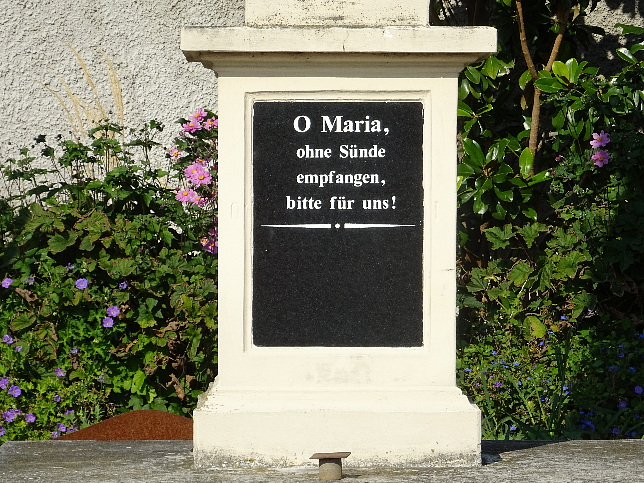 O Maria,
ohne Sünde
empfangen,
bitte für uns!